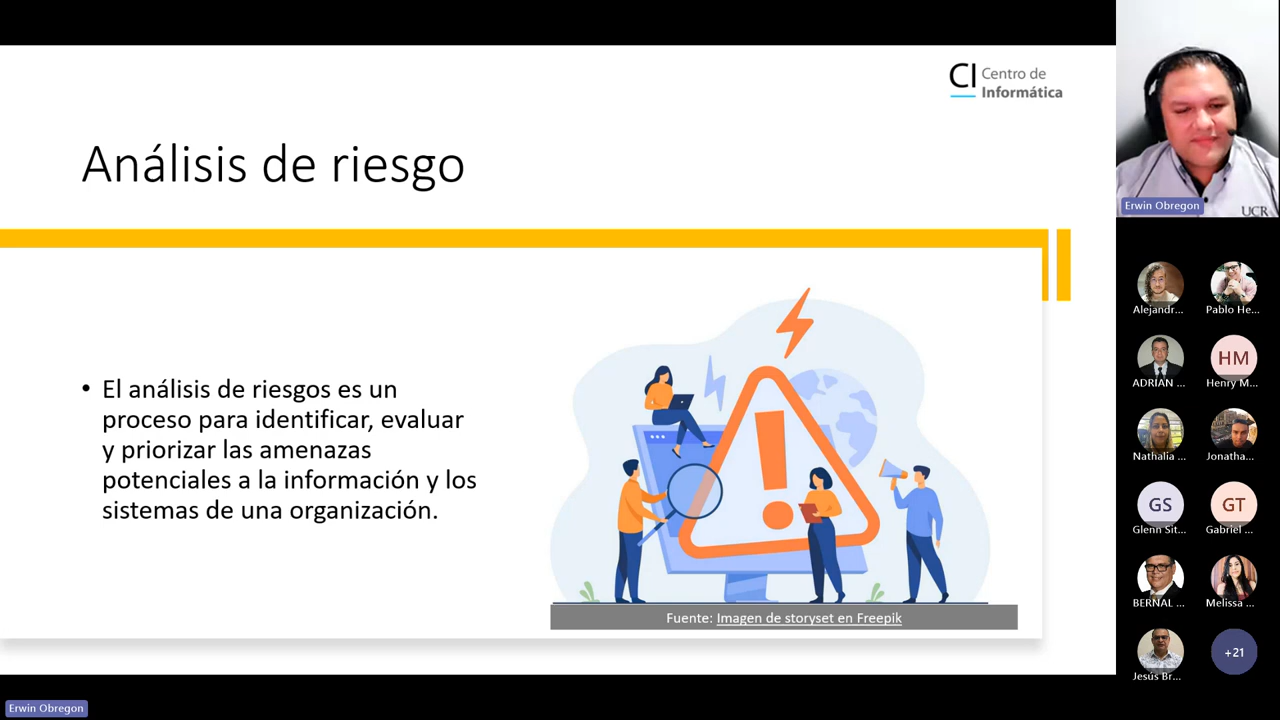 CI Centro de
Informática
Análisis de riesgo
• El análisis de riesgos es un
proceso para identificar, evaluar
y priorizar las amenazas
potenciales a la información y los
sistemas de una organización.
Fuente: Imagen de storyset en Freepik
Erwin Obregon
UCR
Alejandr...
Pablo He...
ADRÍAN ...
HM
Henry M...
Nathalia ...
Jonatha...
GS
GT
Glenn Sit...
Gabriel ...
BERNAL ...
Melissa ...
Jesús Br...
+21
Erwin Obregon